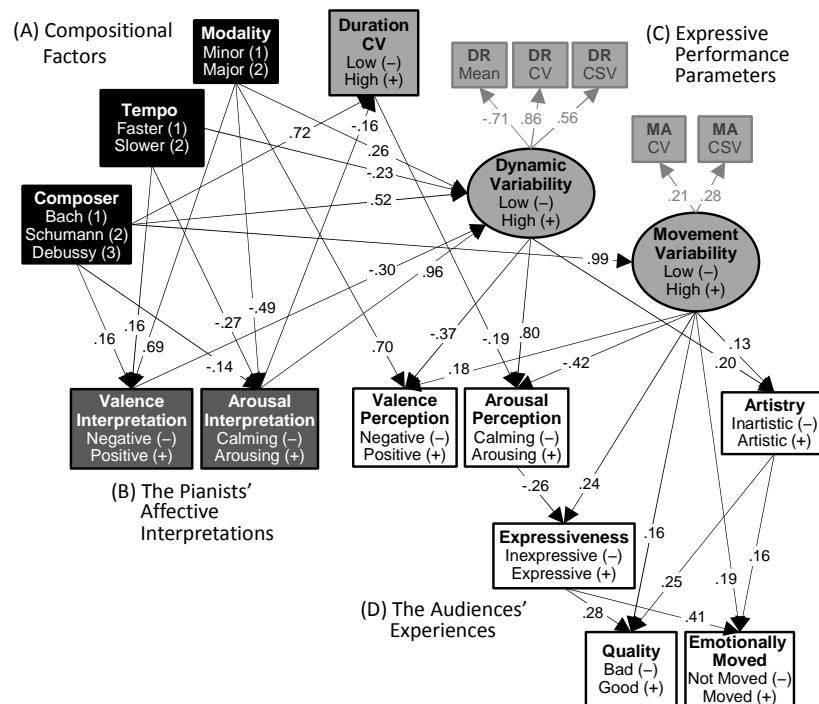 (A) Compositional
Factors
Modality
Minor (1)
Major (2)
Duration
CV
Low (–)
High (+)
(C) Expressive
Performance
Parameters
DR
Mean
DR
CV
DR
CSV
Tempo
Faster (1)
Slower (2)
MA
CV
MA
CSV
-.71
.86
.56
.72
-.16
.26
-.23
.52
Dynamic
Variability
Low (–)
High (+)
.21
.28
Composer
Bach (1)
Schumann (2)
Debussy (3)
Movement
Variability
Low (–)
High (+)
.99
-.30
.96
.16
.16
.69
-.27
-.49
-.14
.70
-.37
-.19
.80
.18
-.42
.13
.20
Valence
Interpretation
Negative (–)
Positive (+)
Arousal
Interpretation
Calming (–)
Arousing (+)
Valence
Perception
Negative (–)
Positive (+)
Arousal
Perception
Calming (–)
Arousing (+)
Artistry
Inartistic (–)
Artistic (+)
(B) The Pianists’
Affective
Interpretations
-.26
.24
Expressiveness
Inexpressive (–)
Expressive (+)
.16
.25
.19
.16
(D) The Audiences’
Experiences
.28
.41
Quality
Bad (–)
Good (+)
Emotionally
Moved
Not Moved (–)
Moved (+)